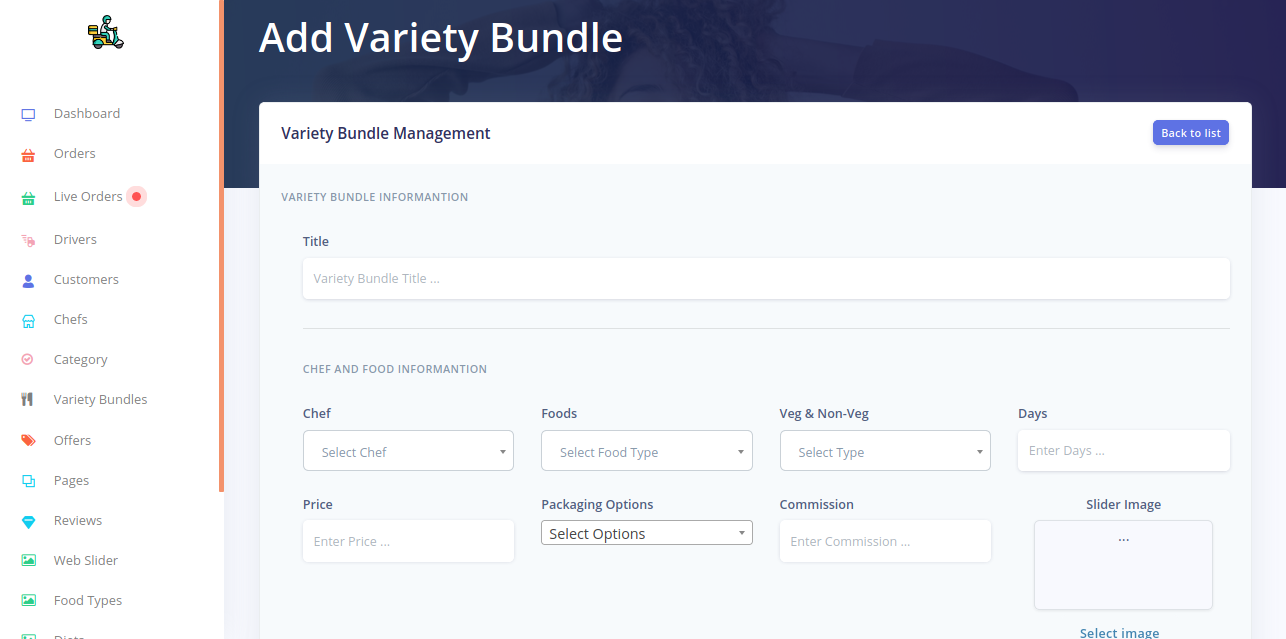 Add Variety Bundle
Dashboard
Orders
Live Orders
Drivers
Customers
Chefs
Category
Variety Bundles
Offers
Pages
Reviews
Web Slider
Food Types
Variety Bundle Management
Back to list
VARIETY BUNDLE INFORMANTION
Title
Variety Bundle Title ...
CHEF AND FOOD INFORMANTION
Chef Foods Veg & Non-Veg Days
Select Chef Select Food Type Select Type Enter Days ...
Price Packaging Options Commission Slider Image
Enter Price ... Select Options Enter Commission ... ...
Select image